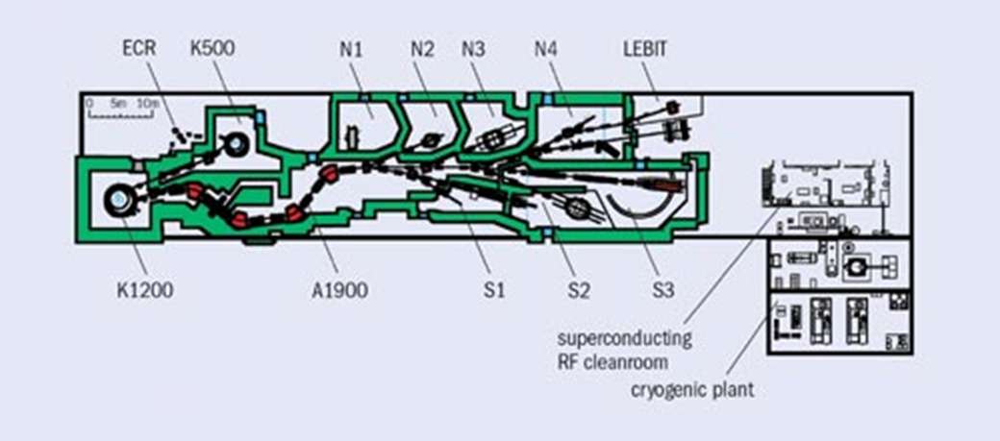 ECR
K500
N1
N2
N3
N4
LEBIT
0 5m 10m
K1200
A1900
S1
S2
S3
superconducting
RF cleanroom
cryogenic plant